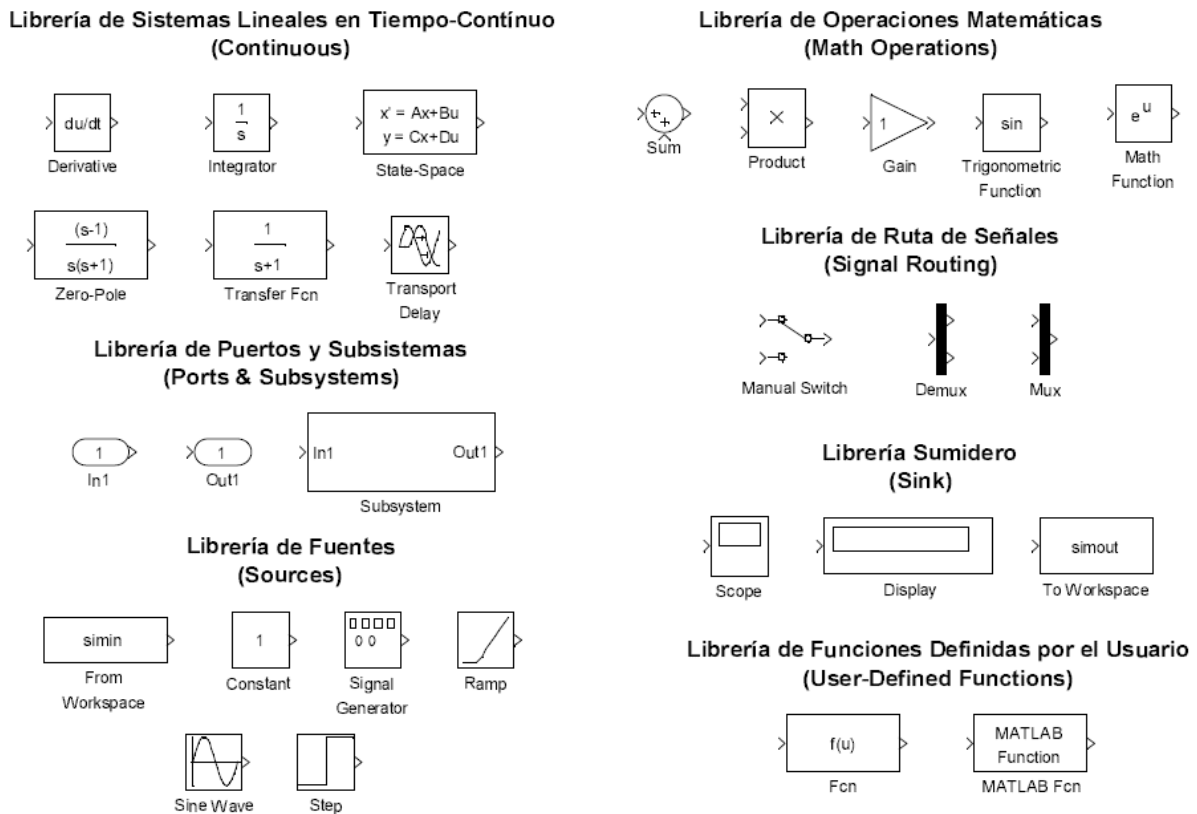 Librería de Sistemas Lineales en Tiempo-Contínuo
(Continuous)
du/dt
Derivative
1
s
Integrator
x' = Ax+Bu
y = Cx+Du
State-Space
(s-1)
s(s+1)
Zero-Pole
1
s+1
Transfer Fcn
Transport
Delay
Librería de Puertos y Subsistemas
(Ports & Subsystems)
1
In1
1
Out1
In1
Out1
Subsystem
Librería de Fuentes
(Sources)
simin
From
Workspace
1
Constant
Signal
Generator
Ramp
Sine Wave
Step
Librería de Operaciones Matemáticas
(Math Operations)
Sum
×
Product
1
Gain
sin
Trigonometric
Function
e^u
Math
Function
Librería de Ruta de Señales
(Signal Routing)
Manual Switch
Demux
Mux
Librería Sumidero
(Sink)
Scope
Display
simout
To Workspace
Librería de Funciones Definidas por el Usuario
(User-Defined Functions)
f(u)
Fcn
MATLAB
Function
MATLAB Fcn